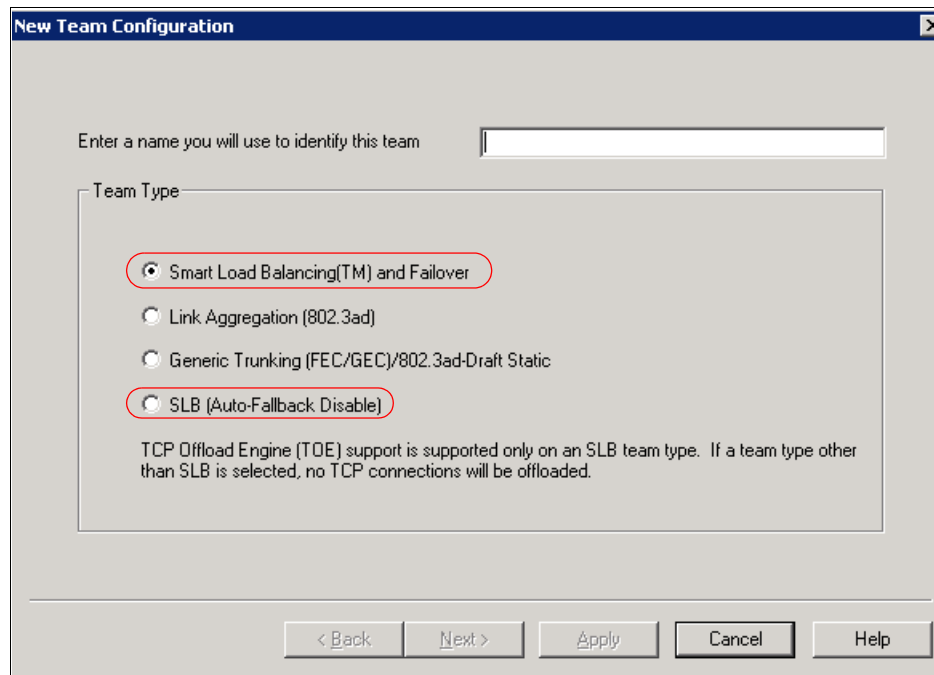 New Team Configuration
Enter a name you will use to identify this team
Team Type
Smart Load Balancing(TM) and Failover
Link Aggregation (802.3ad)
Generic Trunking (FEC/GEC)/802.3ad-Draft Static
SLB (Auto-Fallback Disable)
TCP Offload Engine (TOE) support is supported only on an SLB team type. If a team type other
than SLB is selected, no TCP connections will be offloaded.
< Back Next > Apply Cancel Help